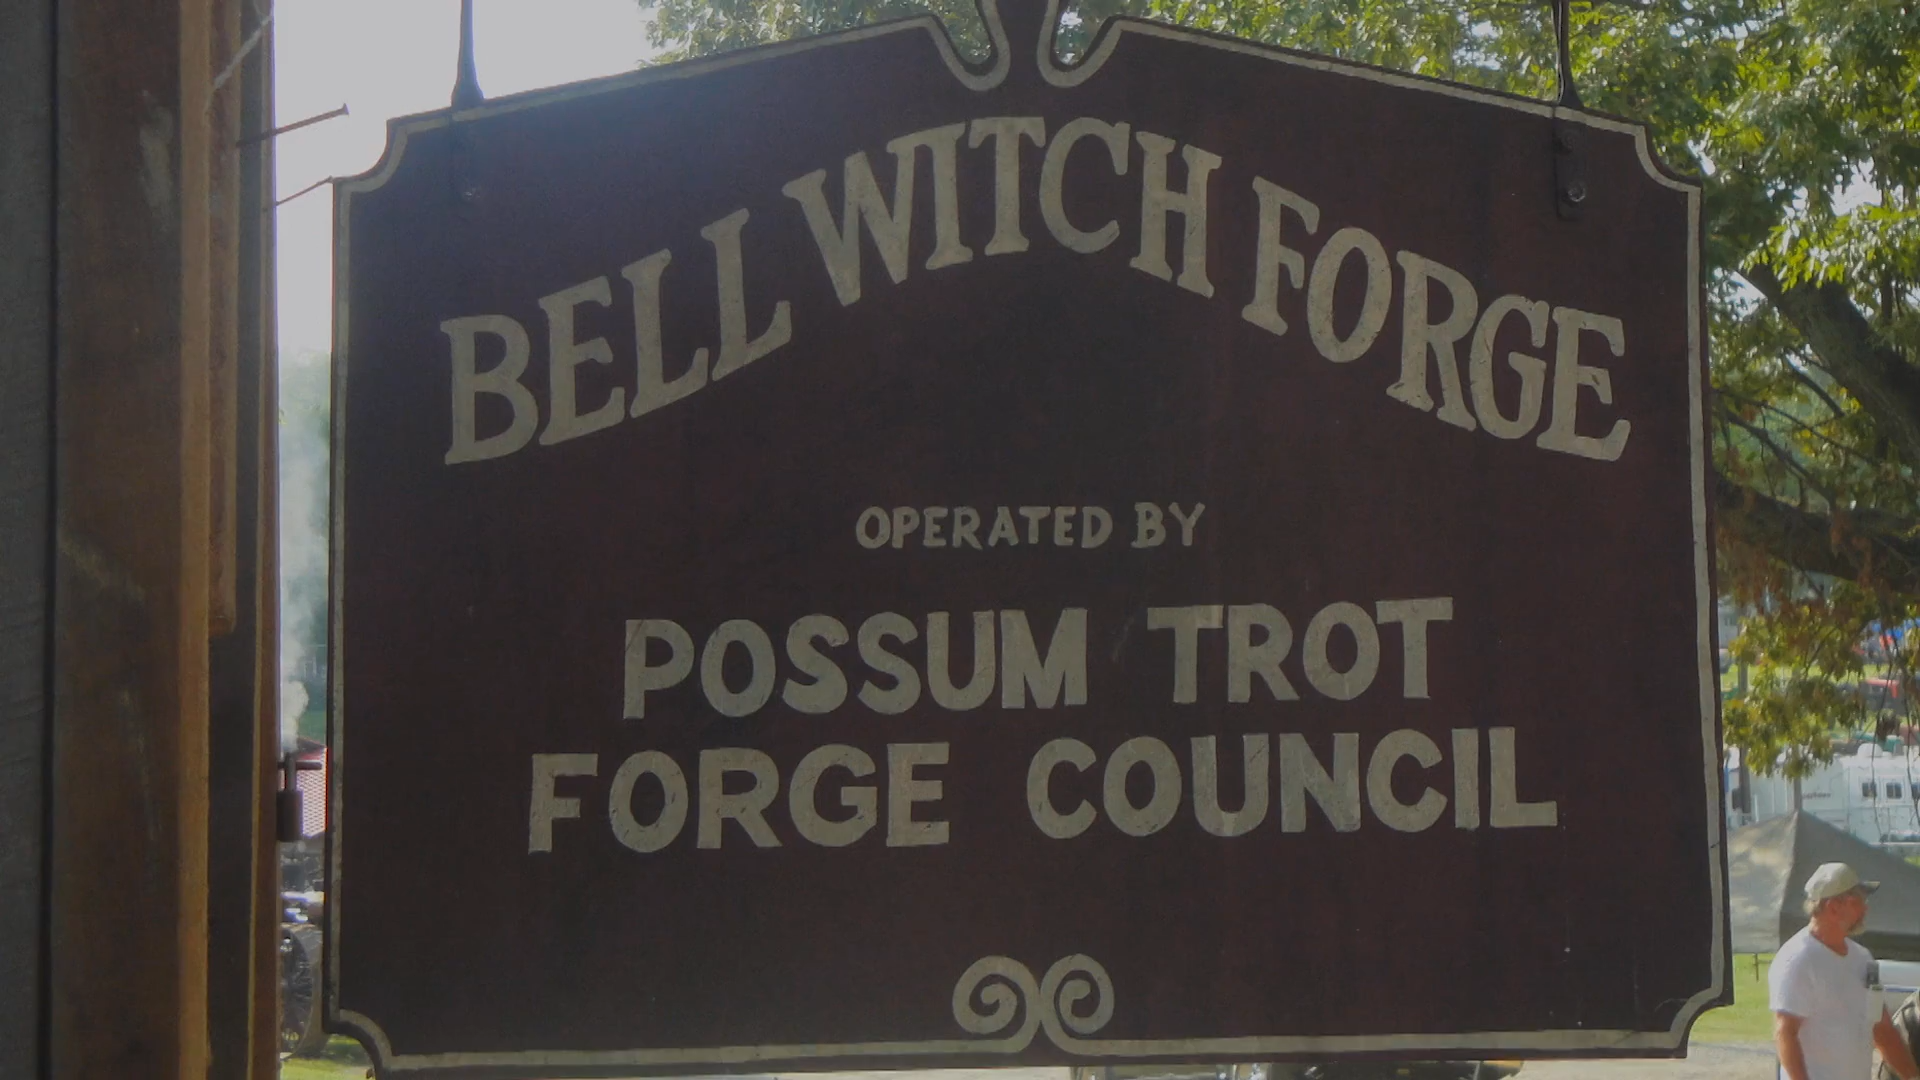 BELL WITCH FORGE
OPERATED BY
POSSUM TROT
FORGE COUNCIL